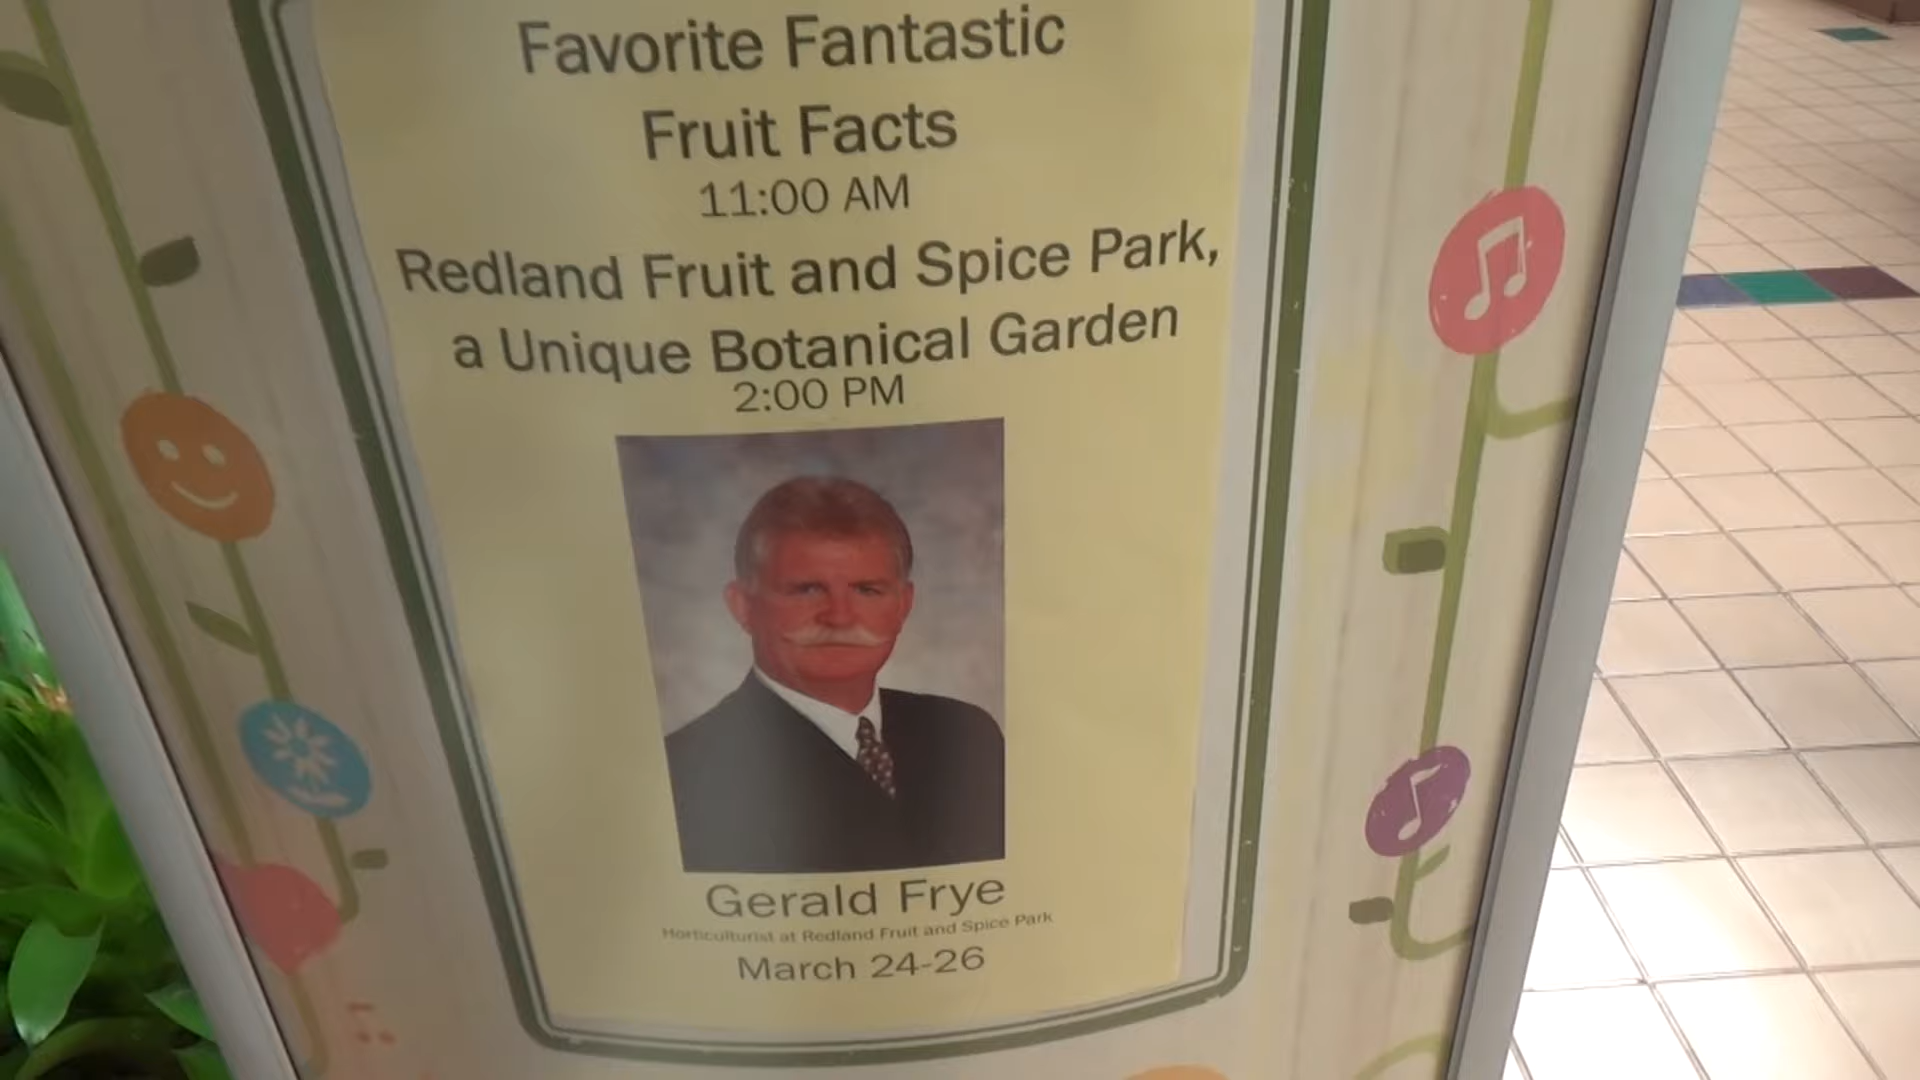 Favorite Fantastic
Fruit Facts
11:00 AM
Redland Fruit and Spice Park,
a Unique Botanical Garden
2:00 PM
Gerald Frye
Horticulturist at Redland Fruit and Spice Park
March 24-26